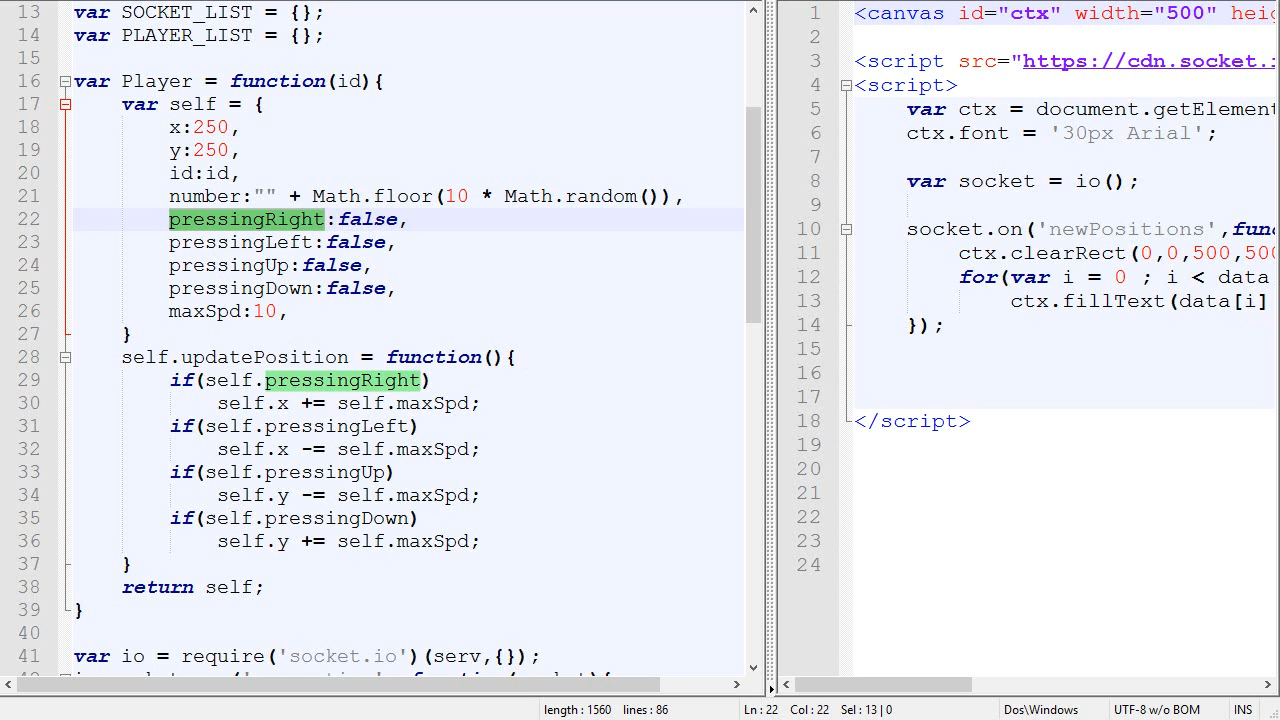 13 var SOCKET_LIST = {};
14 var PLAYER_LIST = {};
15
16 var Player = function(id){
17 var self = {
18 x:250,
19 y:250,
20 id:id,
21 number:"" + Math.floor(10 * Math.random()),
22 pressingRight:false,
23 pressingLeft:false,
24 pressingUp:false,
25 pressingDown:false,
26 maxSpd:10,
27 }
28 self.updatePosition = function(){
29 if(self.pressingRight)
30 self.x += self.maxSpd;
31 if(self.pressingLeft)
32 self.x -= self.maxSpd;
33 if(self.pressingUp)
34 self.y -= self.maxSpd;
35 if(self.pressingDown)
36 self.y += self.maxSpd;
37 }
38 return self;
39 }
40
41 var io = require('socket.io')(serv,{});
1 <canvas id="ctx" width="500" heig
2
3 <script src="https://cdn.socket.
4 <script>
5 var ctx = document.getElement
6 ctx.font = '30px Arial';
7
8 var socket = io();
9
10 socket.on('newPositions',func
11 ctx.clearRect(0,0,500,500
12 for(var i = 0 ; i < data
13 ctx.fillText(data[i]
14 });
15
16
17
18 </script>
19
20
21
22
23
24
length : 1560 lines : 86 Ln : 22 Col : 22 Sel : 13 | 0 Dos\Windows UTF-8 w/o BOM INS